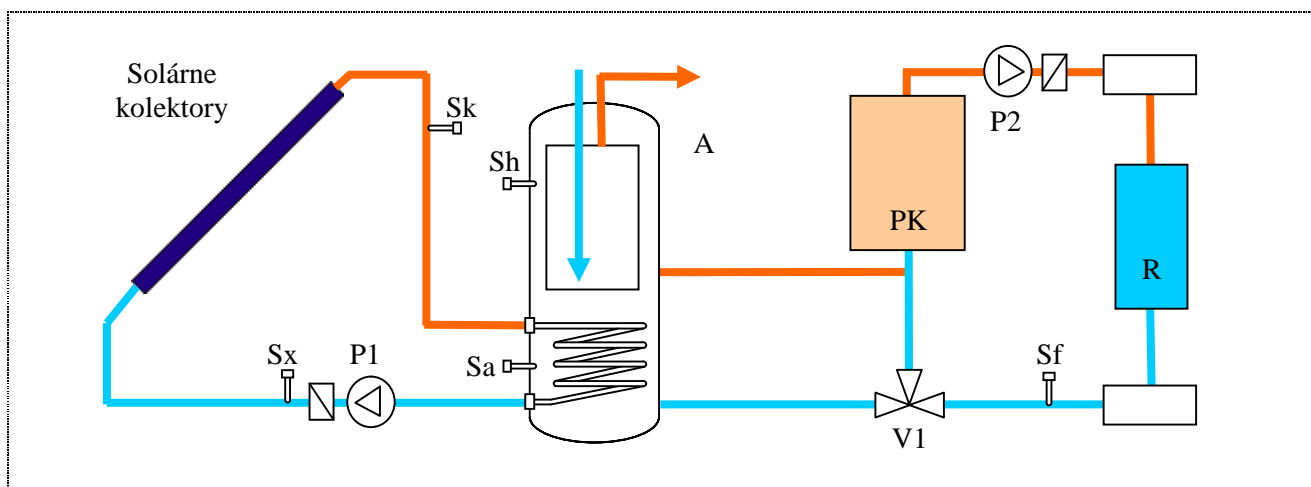 Solárne
kolektory
Sk
Sh
A
P2
PK
R
Sx
P1
Sa
Sf
V1